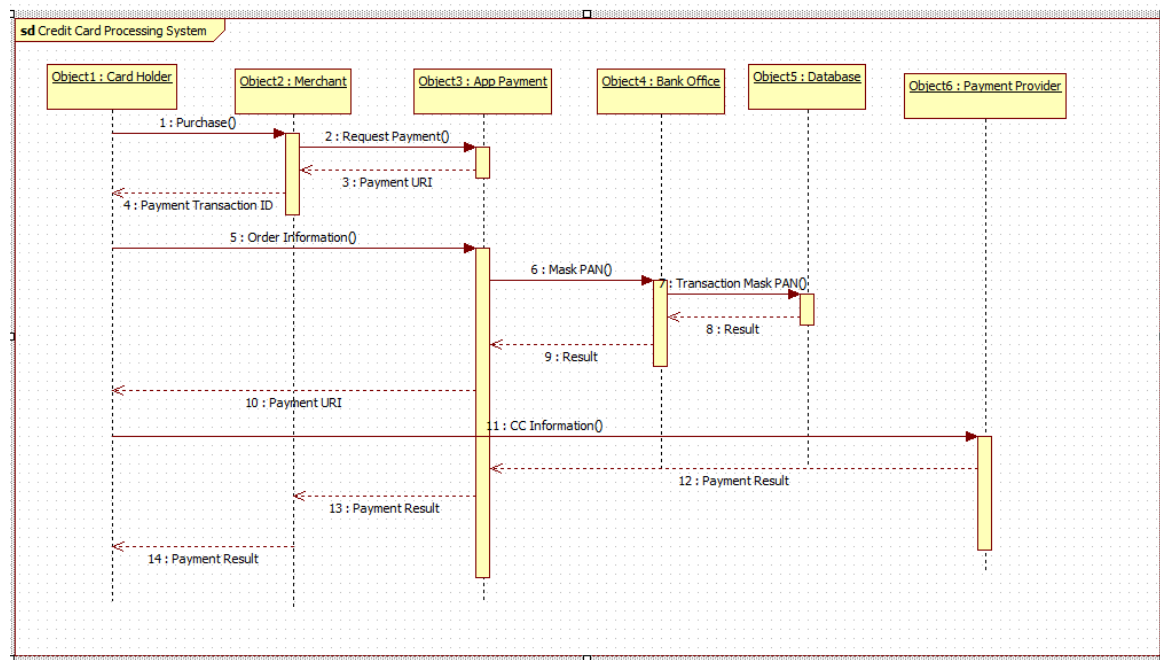 sd Credit Card Processing System
Object1 : Card Holder
Object2 : Merchant
Object3 : App Payment
Object4 : Bank Office
Object5 : Database
Object6 : Payment Provider
1 : Purchase()
2 : Request Payment()
3 : Payment URI
4 : Payment Transaction ID
5 : Order Information()
6 : Mask PAN()
7 : Transaction Mask PAN()
8 : Result
9 : Result
10 : Payment URI
11 : CC Information()
12 : Payment Result
13 : Payment Result
14 : Payment Result